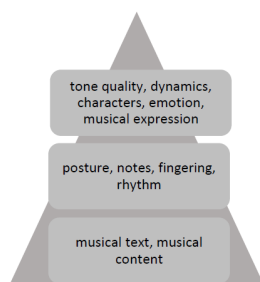 tone quality, dynamics,
characters, emotion,
musical expression
posture, notes, fingering,
rhythm
musical text, musical
content